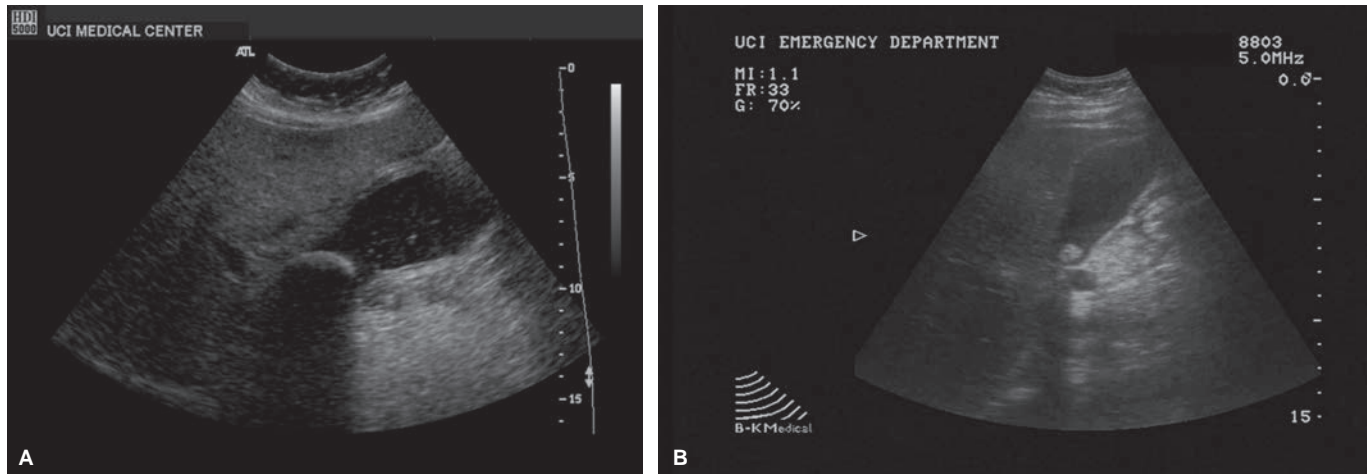 HDI
5000
UCI MEDICAL CENTER
ATL
0
5
10
15
A
UCI EMERGENCY DEPARTMENT
8803
5.0MHz
MI:1.1
FR:33
G: 70%
15
B-K Medical
B